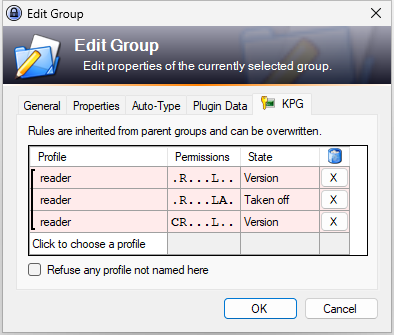 Edit Group
Edit Group
Edit properties of the currently selected group.
General Properties Auto-Type Plugin Data KPG
Rules are inherited from parent groups and can be overwritten.
Profile Permissions State
reader .R...L.. Version X
reader .R...LA. Taken off X
reader CR...L.. Version X
Click to choose a profile
Refuse any profile not named here
OK Cancel